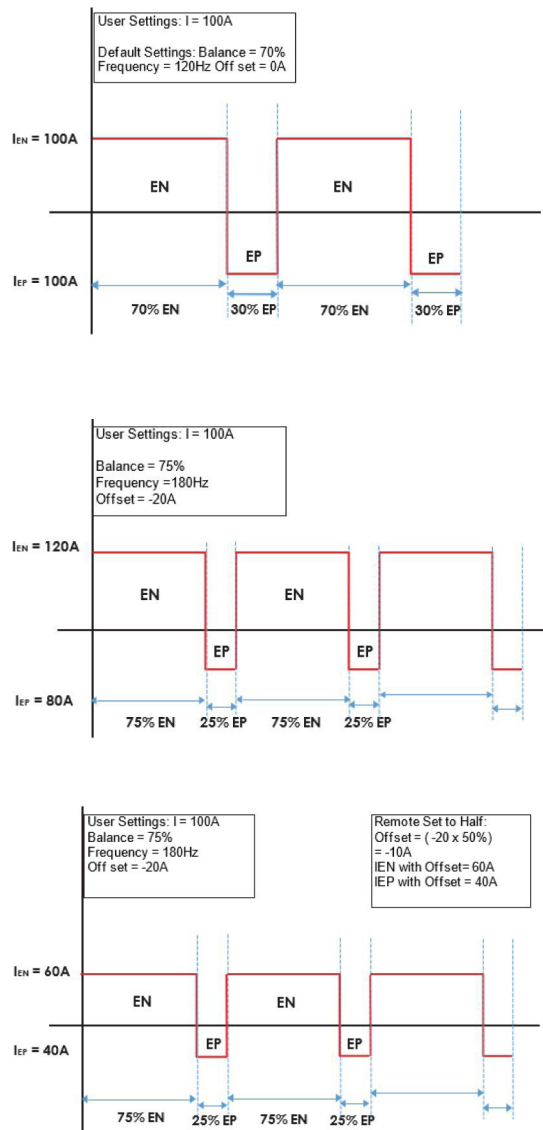 User Settings: I = 100A
Default Settings: Balance = 70%
Frequency = 120Hz Off set = 0A
IEN = 100A
EN
EN
EP
EP
IEP = 100A
70% EN
30% EP
70% EN
30% EP
User Settings: I = 100A
Balance = 75%
Frequency =180Hz
Offset = -20A
IEN = 120A
EN
EN
EP
EP
IEP = 80A
75% EN
25% EP
75% EN
25% EP
User Settings: I = 100A
Balance = 75%
Frequency = 180Hz
Off set = -20A
Remote Set to Half:
Offset = ( -20 x 50%)
= -10A
IEN with Offset= 60A
IEP with Offset = 40A
IEN = 60A
EN
EN
EP
EP
IEP = 40A
75% EN
25% EP
75% EN
25% EP